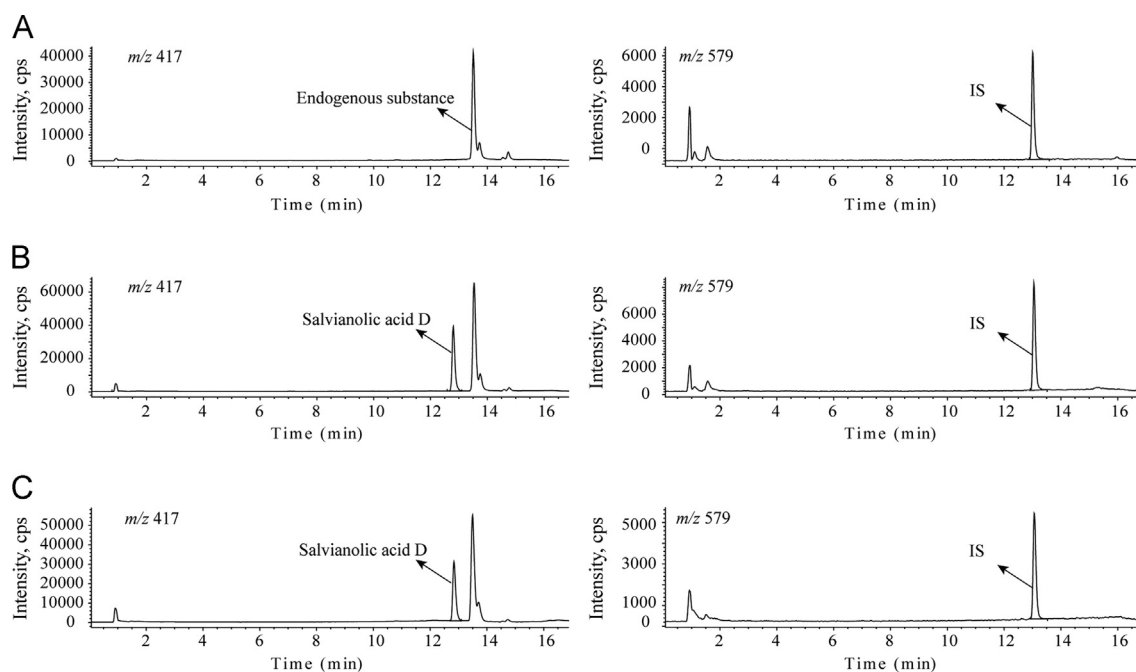 A
m/z 417
Intensity, cps
40000
30000
20000
10000
0
Endogenous substance
2 4 6 8 10 12 14 16
Time (min)
m/z 579
Intensity, cps
6000
4000
2000
0
IS
2 4 6 8 10 12 14 16
Time (min)
B
m/z 417
Intensity, cps
60000
40000
20000
0
Salvianolic acid D
2 4 6 8 10 12 14 16
Time (min)
m/z 579
Intensity, cps
6000
4000
2000
0
IS
2 4 6 8 10 12 14 16
Time (min)
C
m/z 417
Intensity, cps
50000
40000
30000
20000
10000
0
Salvianolic acid D
2 4 6 8 10 12 14 16
Time (min)
m/z 579
Intensity, cps
5000
3000
1000
0
IS
2 4 6 8 10 12 14 16
Time (min)